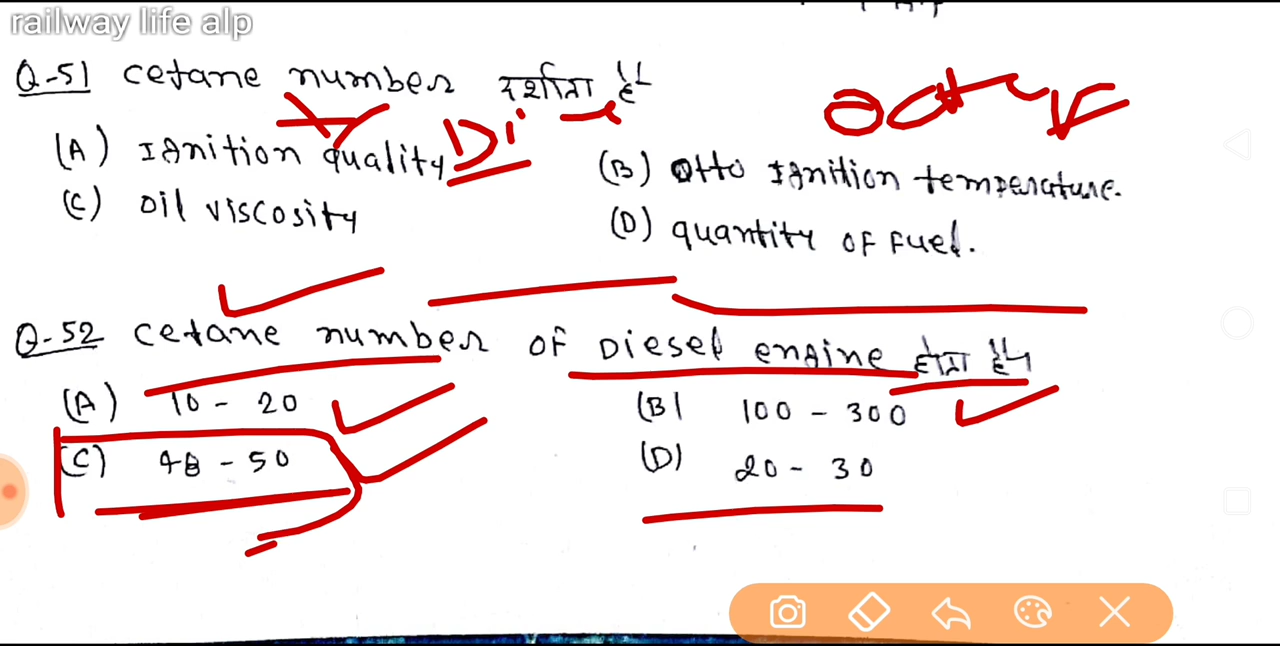 railway life alp
Q-51 cetane number दर्शाता है
(A) Ignition quality Di
(B) Otto Ignition temperature.
(C) oil viscosity
(D) quantity of fuel.
Q-52 cetane number of Diesel engine होता है
(A) 10 - 20
(B) 100 - 300
(C) 48 - 50
(D) 20 - 30